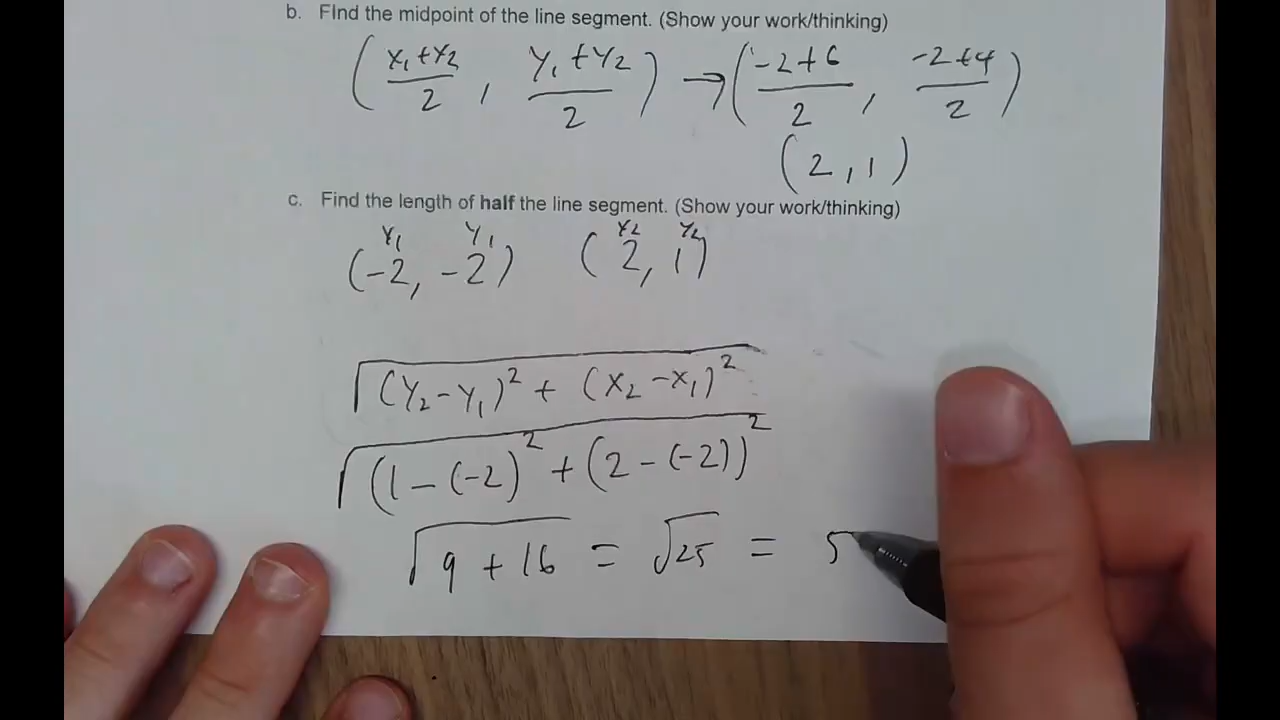 b. FInd the midpoint of the line segment. (Show your work/thinking)
(x₁+x₂/2, y₁+y₂/2) → (-2+6/2, -2+4/2)
(2, 1)
c. Find the length of half the line segment. (Show your work/thinking)
x₁ y₁ x₂ y₂
(-2, -2) (2, 1)
√(y₂-y₁)² + (x₂-x₁)²
√(1-(-2)² + (2-(-2))²
√9+16 = √25 = 5